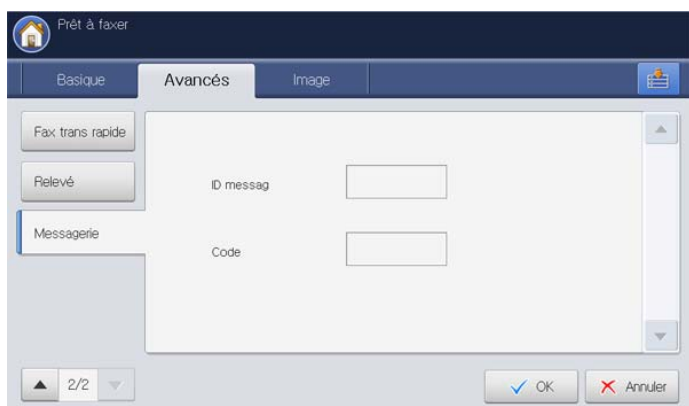 Prêt à faxer
Basique
Avancés
Image
Fax trans rapide
Relevé
Messagerie
ID messag
Code
2/2
OK
Annuler